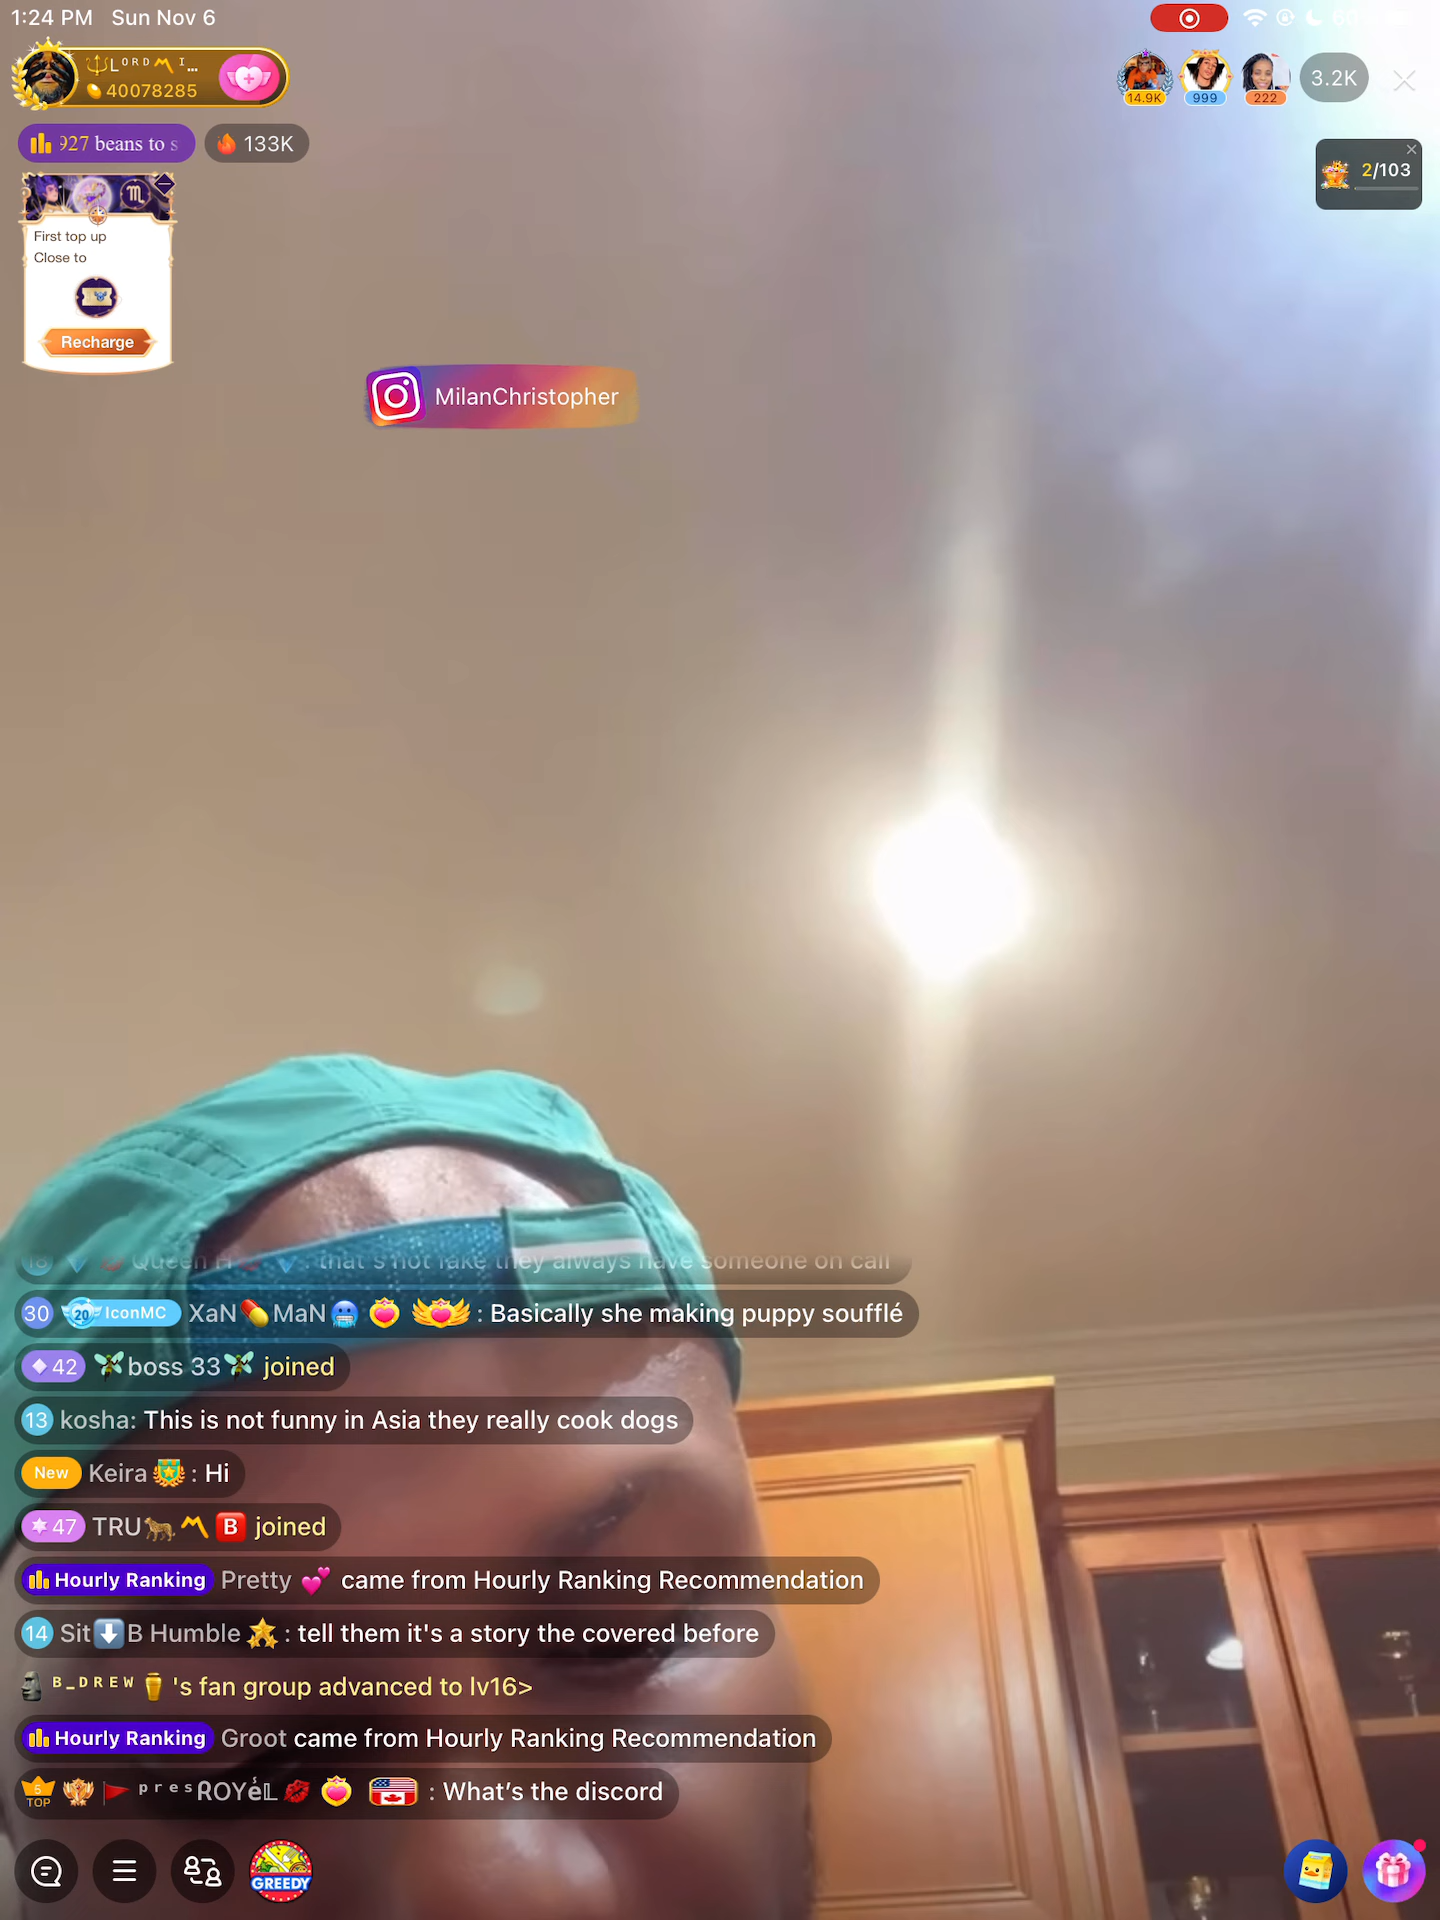 1:24 PM Sun Nov 6
🔱ᴸᴼᴿᴰ〽️ᴵ...
40078285
14.9K
999
222
3.2K
927 beans to s
133K
2/103
First top up
Close to
Recharge
MilanChristopher
18 Queen H : that's not fake they always have someone on call
30 20 IconMC XaN💊MaN🥶 : Basically she making puppy soufflé
42 boss 33 joined
13 kosha: This is not funny in Asia they really cook dogs
New Keira : Hi
47 TRU🐆〽️🅱️ joined
Hourly Ranking Pretty 💕 came from Hourly Ranking Recommendation
14 Sit⬇️B Humble : tell them it's a story the covered before
🗿ᴮ_ᴰᴿᴱᵂ 's fan group advanced to lv16>
Hourly Ranking Groot came from Hourly Ranking Recommendation
5 TOP 🚩ᵖʳᵉˢROYéL💋 : What's the discord
GREEDY